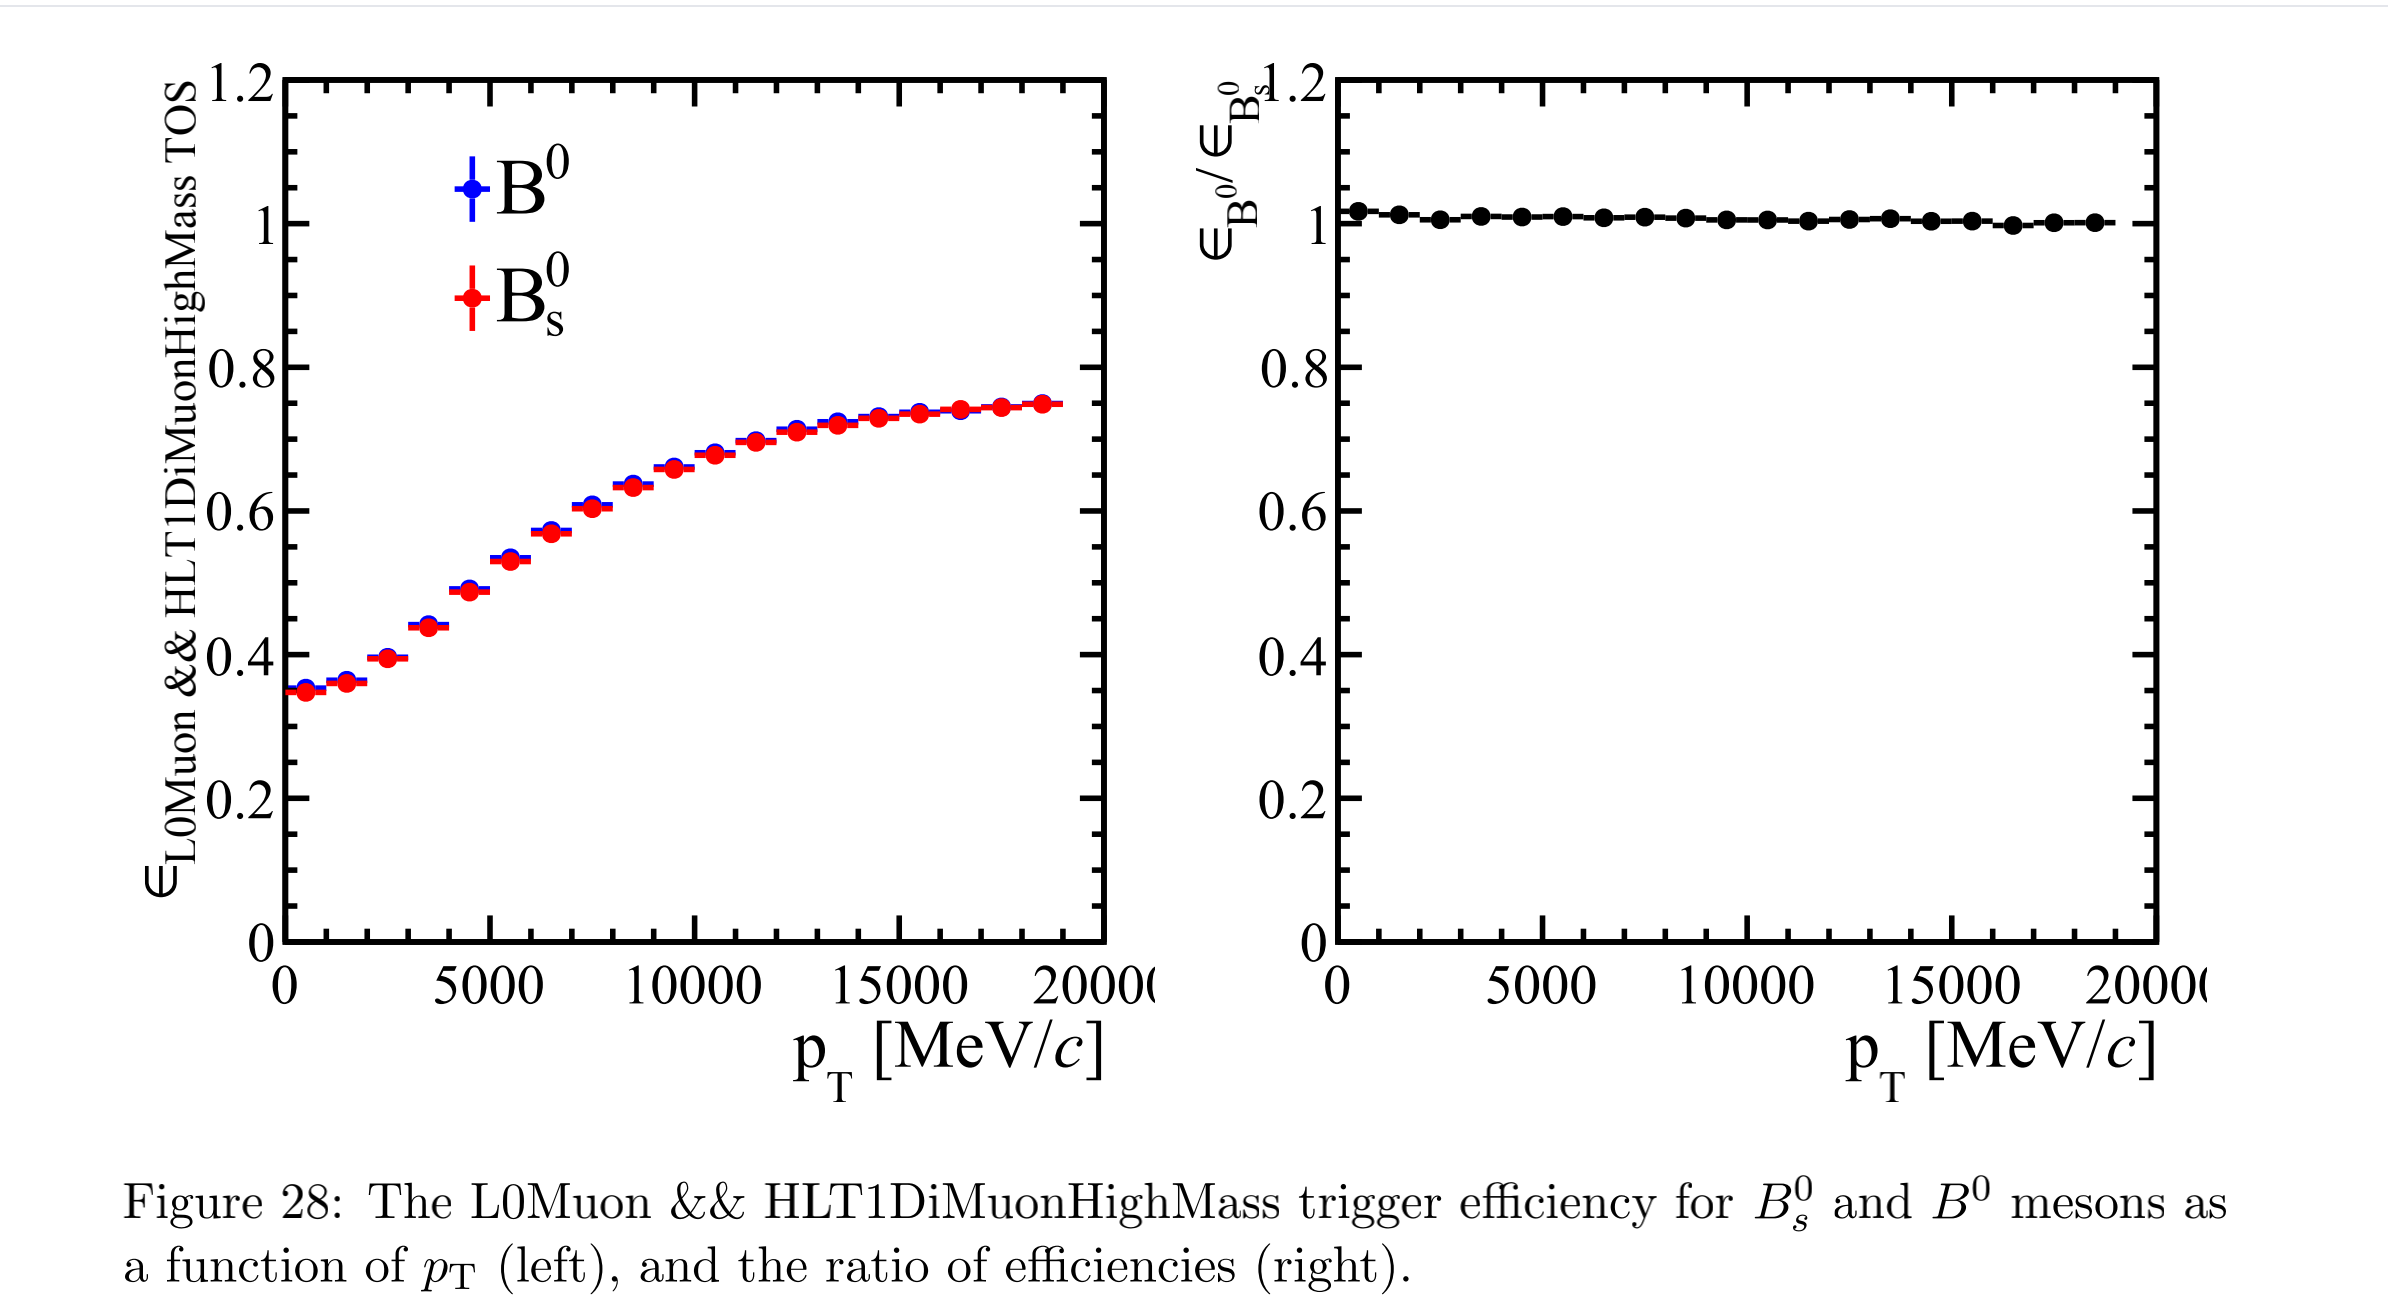 ϵL0Muon && HLT1DiMuonHighMass TOS
1.2
1
0.8
0.6
0.4
0.2
0
B⁰
B⁰ₛ
0 5000 10000 15000 2000
pT [MeV/c]
ϵB⁰/ϵB⁰ₛ
1.2
1
0.8
0.6
0.4
0.2
0
0 5000 10000 15000 2000
pT [MeV/c]
Figure 28: The L0Muon && HLT1DiMuonHighMass trigger efficiency for B⁰ₛ and B⁰ mesons as
a function of pT (left), and the ratio of efficiencies (right).